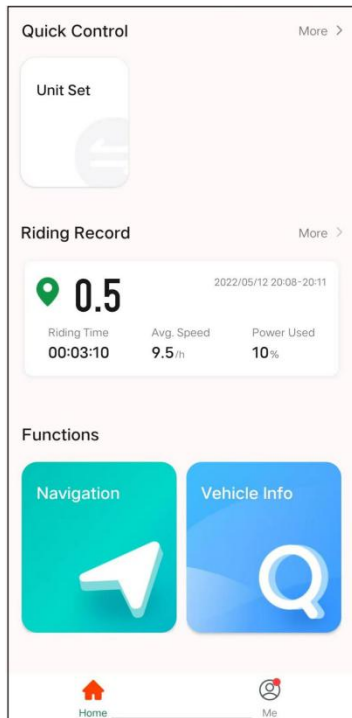 Quick Control More >
Unit Set
Riding Record More >
0.5 2022/05/12 20:08-20:11
Riding Time Avg. Speed Power Used
00:03:10 9.5/h 10%
Functions
Navigation Vehicle Info
Home Me